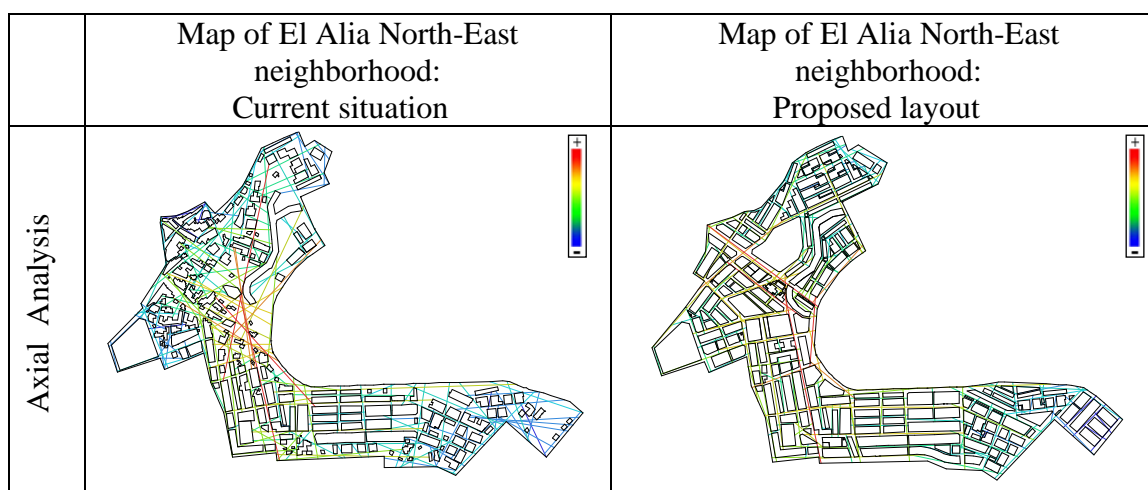 Map of El Alia North-East
neighborhood:
Current situation
Map of El Alia North-East
neighborhood:
Proposed layout
Axial Analysis
+
-
+
-